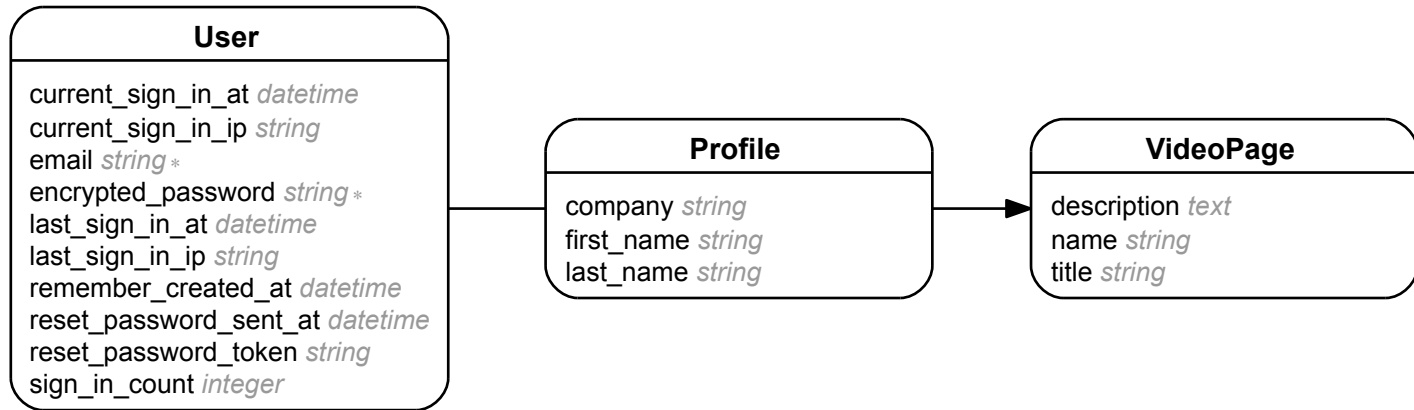 User
current_sign_in_at datetime
current_sign_in_ip string
email string *
encrypted_password string *
last_sign_in_at datetime
last_sign_in_ip string
remember_created_at datetime
reset_password_sent_at datetime
reset_password_token string
sign_in_count integer
Profile
company string
first_name string
last_name string
VideoPage
description text
name string
title string